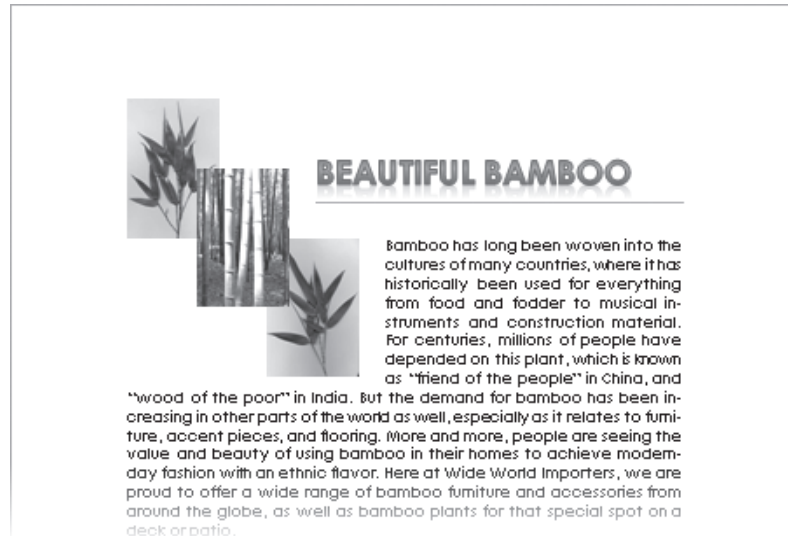 BEAUTIFUL BAMBOO
Bamboo has long been woven into the
cultures of many countries, where it has
historically been used for everything
from food and fodder to musical in-
struments and construction material.
For centuries, millions of people have
depended on this plant, which is known
as “friend of the people” in China, and
“wood of the poor” in India. But the demand for bamboo has been in-
creasing in other parts of the world as well, especially as it relates to furni-
ture, accent pieces, and flooring. More and more, people are seeing the
value and beauty of using bamboo in their homes to achieve modern-
day fashion with an ethnic flavor. Here at Wide World Importers, we are
proud to offer a wide range of bamboo furniture and accessories from
around the globe, as well as bamboo plants for that special spot on a
deck or patio.